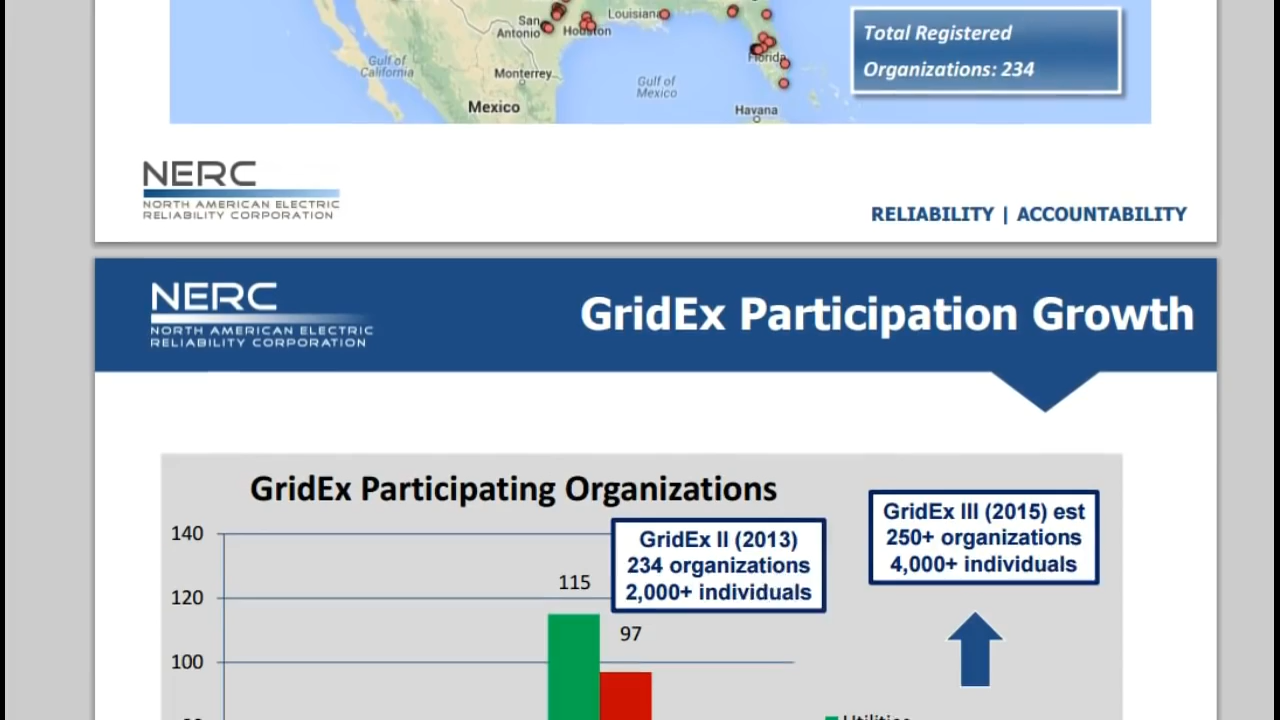 San
Antonio
Houston
Louisiana
Florida
Gulf of
California
Monterrey
Gulf of
Mexico
Mexico
Havana
Total Registered
Organizations: 234
NERC
NORTH AMERICAN ELECTRIC
RELIABILITY CORPORATION
RELIABILITY | ACCOUNTABILITY
NERC
NORTH AMERICAN ELECTRIC
RELIABILITY CORPORATION
GridEx Participation Growth
GridEx Participating Organizations
GridEx II (2013)
234 organizations
2,000+ individuals
GridEx III (2015) est
250+ organizations
4,000+ individuals
140
120
100
115
97